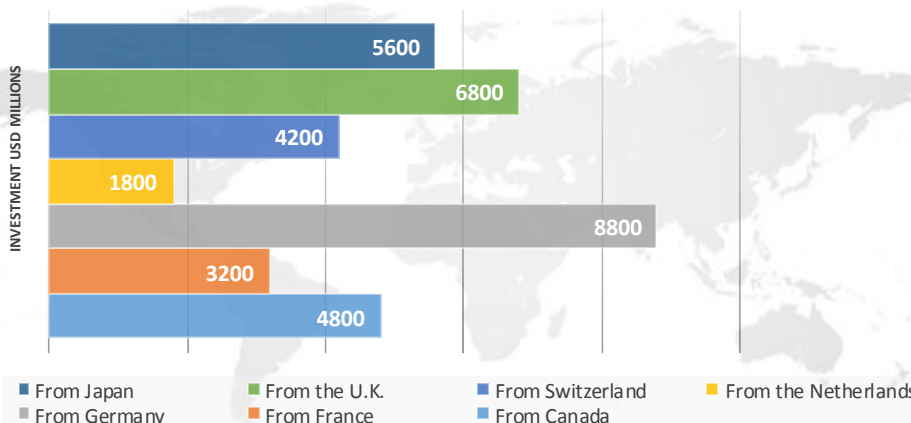 INVESTMENT USD MILLIONS
5600
6800
4200
1800
8800
3200
4800
From Japan From the U.K. From Switzerland From the Netherlands
From Germany From France From Canada